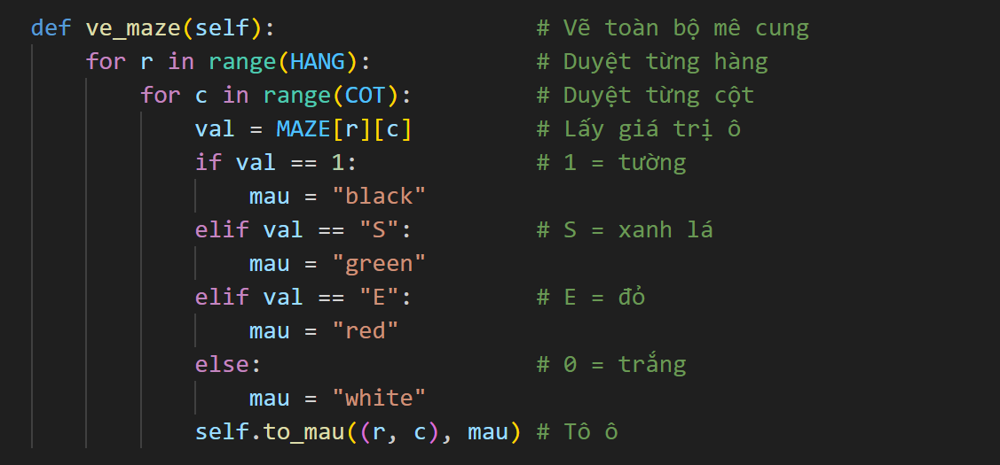 def ve_maze(self):                   # Vẽ toàn bộ mê cung
    for r in range(HANG):            # Duyệt từng hàng
        for c in range(COT):         # Duyệt từng cột
            val = MAZE[r][c]         # Lấy giá trị ô
            if val == 1:             # 1 = tường
                mau = "black"
            elif val == "S":         # S = xanh lá
                mau = "green"
            elif val == "E":         # E = đỏ
                mau = "red"
            else:                    # 0 = trắng
                mau = "white"
            self.to_mau((r, c), mau) # Tô ô